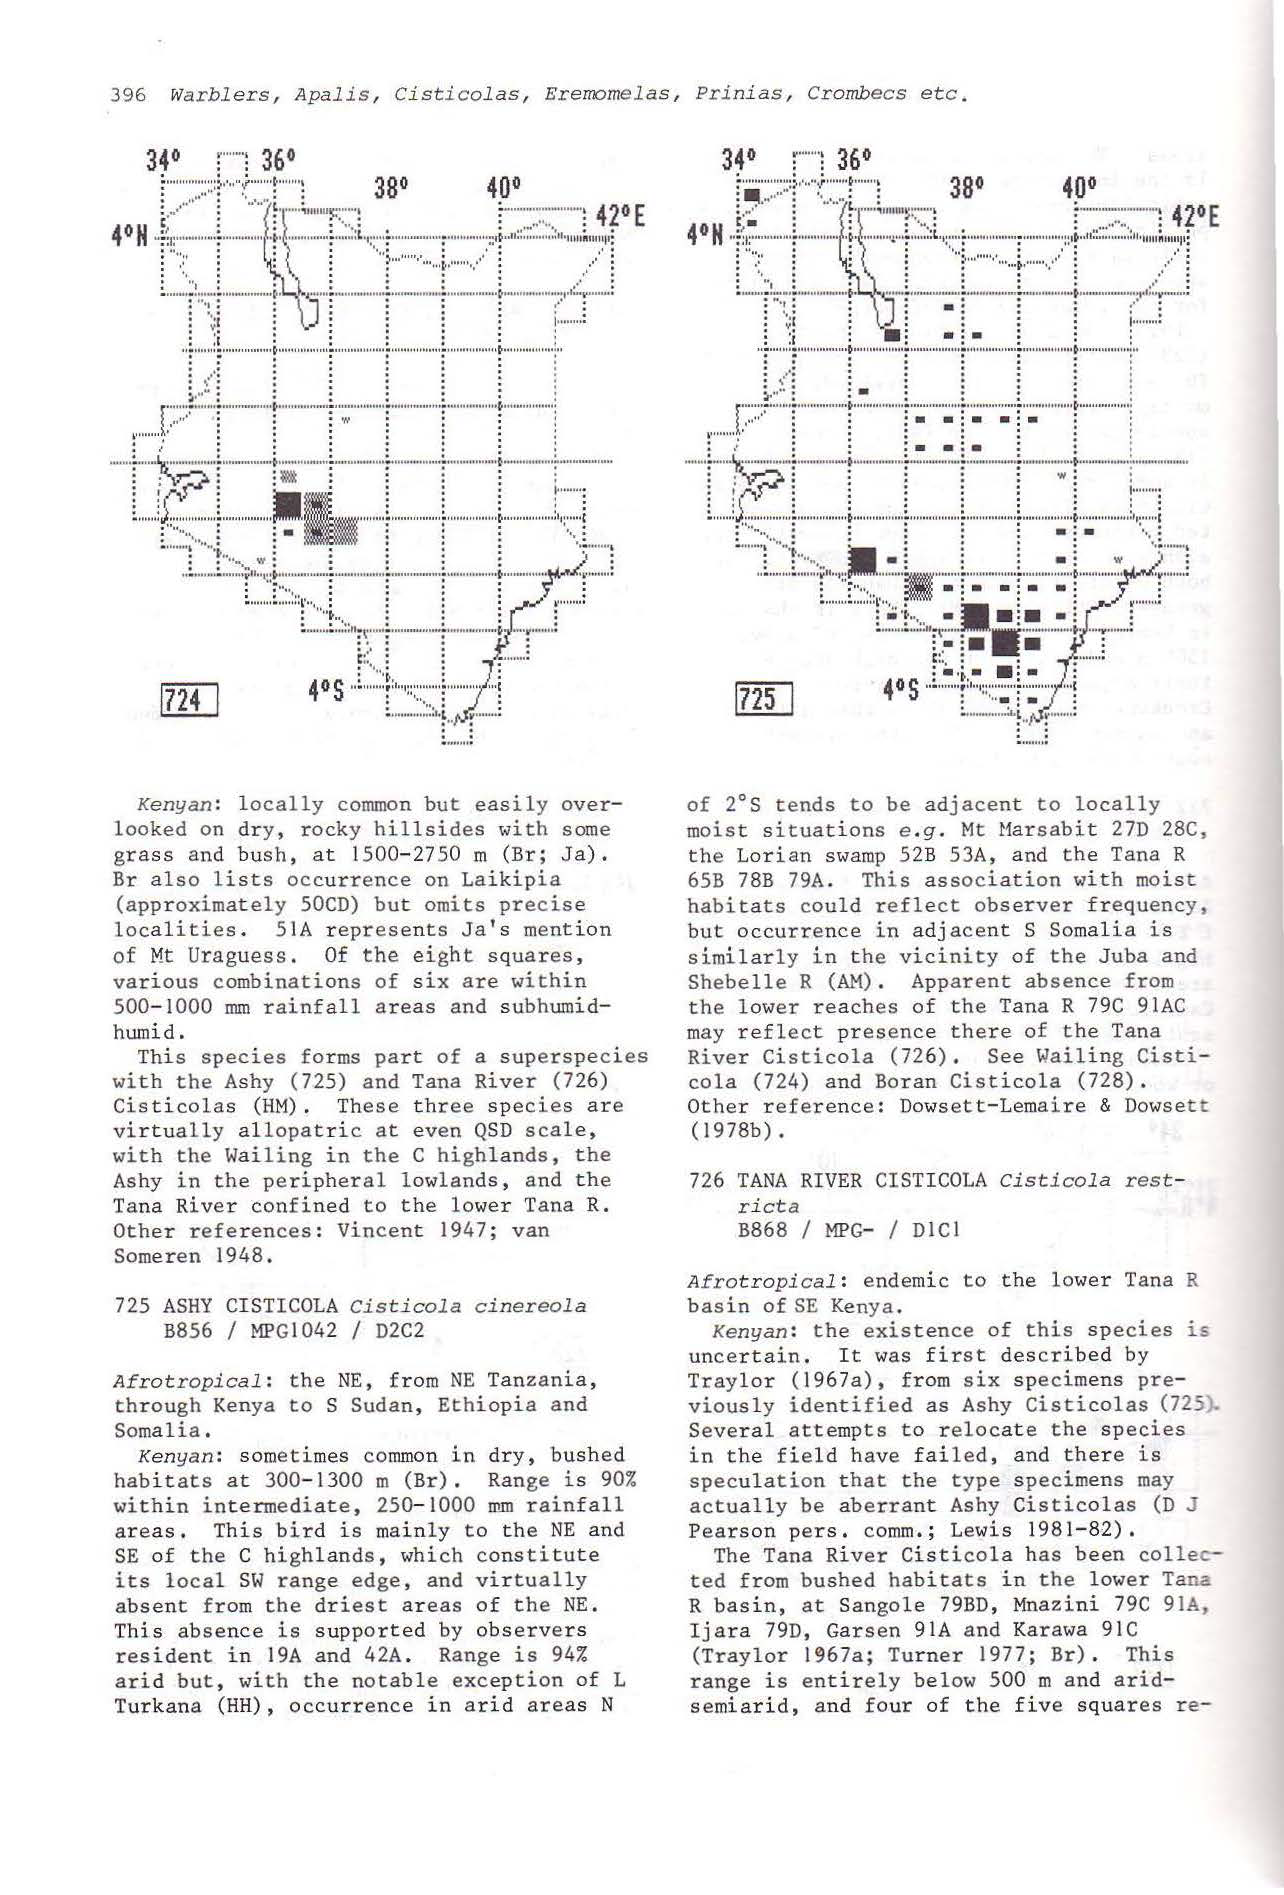 396 Warblers, Apalis, Cisticolas, Eremomelas, Prinias, Crombecs etc.
34° 36°
38° 40°
42°E
4°N
724
4°S
34° 36°
38° 40°
42°E
4°N
725
4°S
Kenyan: locally common but easily over-
looked on dry, rocky hillsides with some
grass and bush, at 1500-2750 m (Br; Ja).
Br also lists occurrence on Laikipia
(approximately 50CD) but omits precise
localities. 51A represents Ja's mention
of Mt Uraguess. Of the eight squares,
various combinations of six are within
500-1000 mm rainfall areas and subhumid-
humid.
This species forms part of a superspecies
with the Ashy (725) and Tana River (726)
Cisticolas (HM). These three species are
virtually allopatric at even QSD scale,
with the Wailing in the C highlands, the
Ashy in the peripheral lowlands, and the
Tana River confined to the lower Tana R.
Other references: Vincent 1947; van
Someren 1948.
725 ASHY CISTICOLA Cisticola cinereola
B856 / MPG1042 / D2C2
Afrotropical: the NE, from NE Tanzania,
through Kenya to S Sudan, Ethiopia and
Somalia.
Kenyan: sometimes common in dry, bushed
habitats at 300-1300 m (Br). Range is 90%
within intermediate, 250-1000 mm rainfall
areas. This bird is mainly to the NE and
SE of the C highlands, which constitute
its local SW range edge, and virtually
absent from the driest areas of the NE.
This absence is supported by observers
resident in 19A and 42A. Range is 94%
arid but, with the notable exception of L
Turkana (HH), occurrence in arid areas N
of 2°S tends to be adjacent to locally
moist situations e.g. Mt Marsabit 27D 28C,
the Lorian swamp 52B 53A, and the Tana R
65B 78B 79A. This association with moist
habitats could reflect observer frequency,
but occurrence in adjacent S Somalia is
similarly in the vicinity of the Juba and
Shebelle R (AM). Apparent absence from
the lower reaches of the Tana R 79C 91AC
may reflect presence there of the Tana
River Cisticola (726). See Wailing Cisti-
cola (724) and Boran Cisticola (728).
Other reference: Dowsett-Lemaire & Dowsett
(1978b).
726 TANA RIVER CISTICOLA Cisticola rest-
ricta
B868 / MPG- / D1C1
Afrotropical: endemic to the lower Tana R
basin of SE Kenya.
Kenyan: the existence of this species is
uncertain. It was first described by
Traylor (1967a), from six specimens pre-
viously identified as Ashy Cisticolas (725).
Several attempts to relocate the species
in the field have failed, and there is
speculation that the type specimens may
actually be aberrant Ashy Cisticolas (D J
Pearson pers. comm.; Lewis 1981-82).
The Tana River Cisticola has been collec-
ted from bushed habitats in the lower Tana
R basin, at Sangole 79BD, Mnazini 79C 91A,
Ijara 79D, Garsen 91A and Karawa 91C
(Traylor 1967a; Turner 1977; Br). This
range is entirely below 500 m and arid-
semiarid, and four of the five squares re-